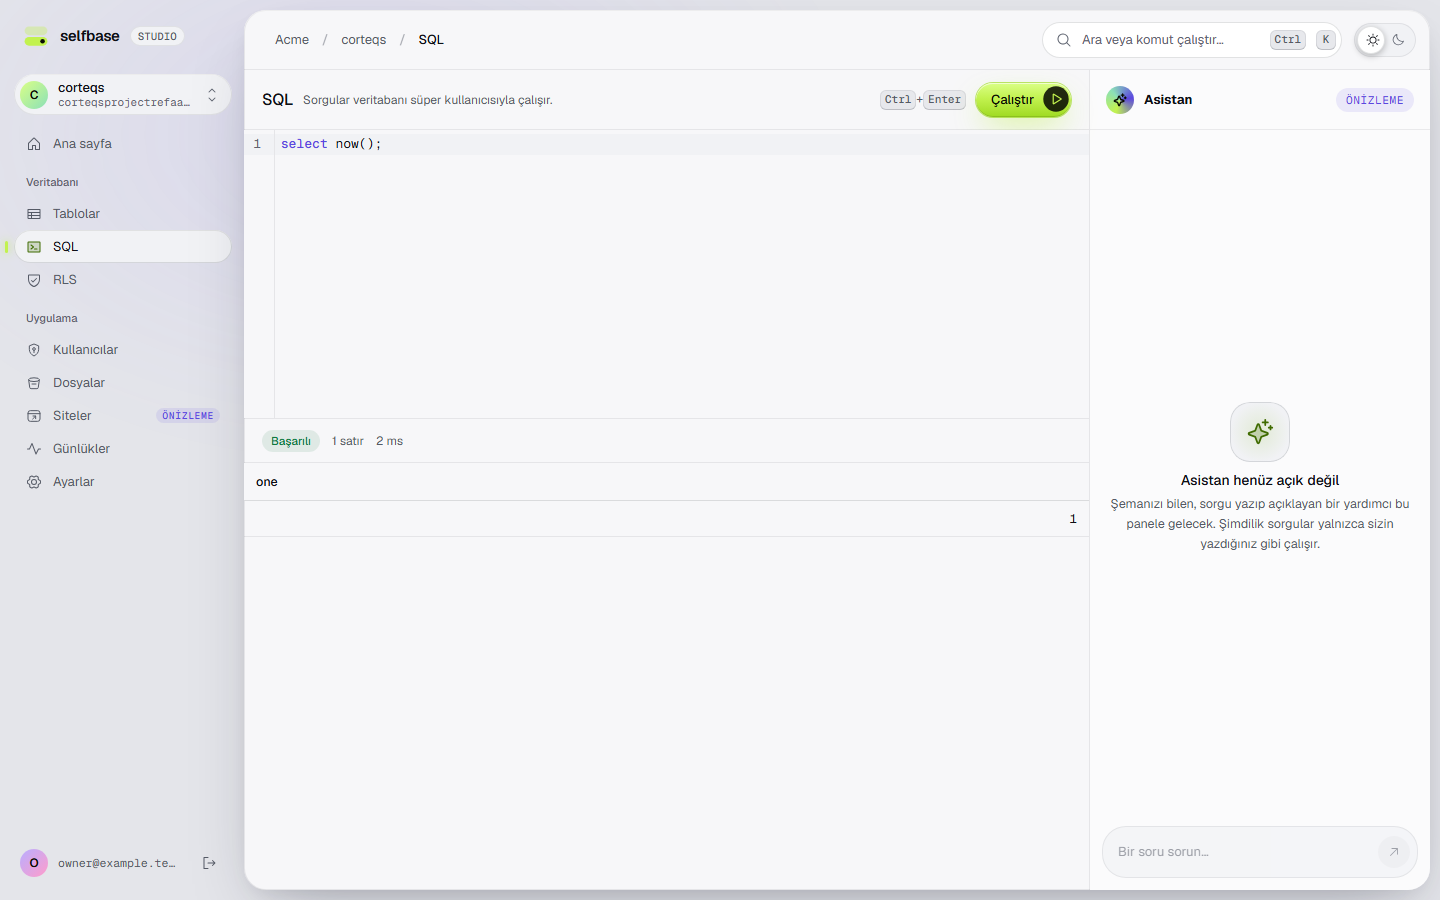 selfbase STUDIO
Acme / corteqs / SQL
Ara veya komut çalıştır... Ctrl K
C corteqs
corteqsprojectrefaa...
Ana sayfa
Veritabanı
Tablolar
SQL
RLS
Uygulama
Kullanıcılar
Dosyalar
Siteler ÖNİZLEME
Günlükler
Ayarlar
O owner@example.te...
SQL Sorgular veritabanı süper kullanıcısıyla çalışır. Ctrl+Enter Çalıştır
1 select now();
Başarılı 1 satır 2 ms
one
1
Asistan ÖNİZLEME
Asistan henüz açık değil
Şemanızı bilen, sorgu yazıp açıklayan bir yardımcı bu
panele gelecek. Şimdilik sorgular yalnızca sizin
yazdığınız gibi çalışır.
Bir soru sorun...